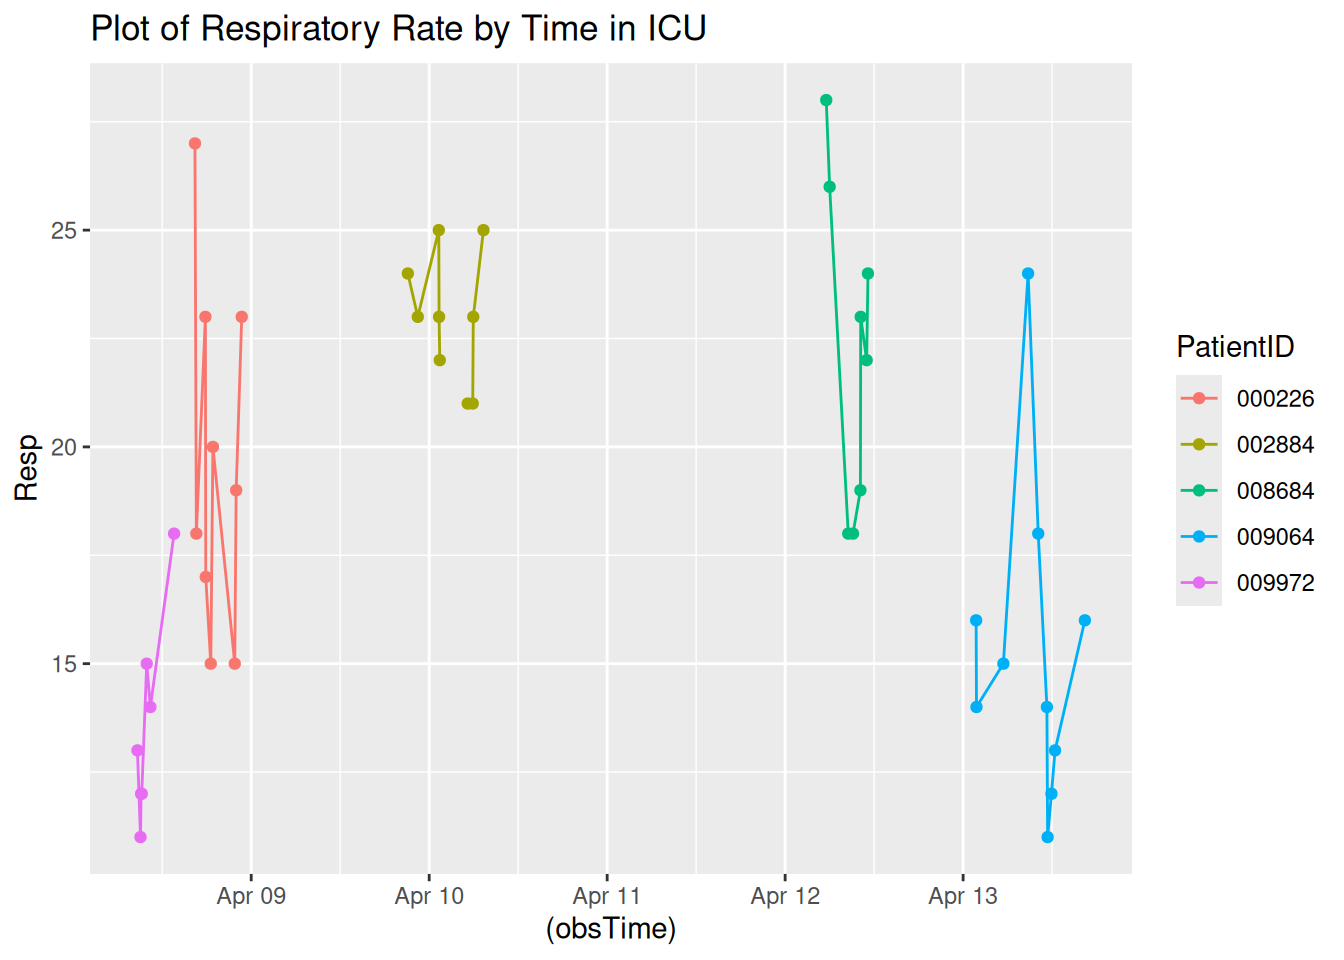 Plot of Respiratory Rate by Time in ICU
Resp
25
20
15
Apr 09
Apr 10
Apr 11
Apr 12
Apr 13
(obsTime)
PatientID
000226
002884
008684
009064
009972